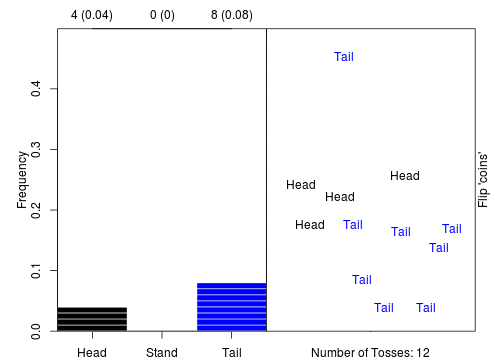 4 (0.04) 0 (0) 8 (0.08)
Frequency
0.4
0.3
0.2
0.1
0.0
Head Stand Tail
Tail
Head
Head
Head
Head
Tail
Tail
Tail
Tail
Tail
Tail
Tail
Number of Tosses: 12
Flip 'coins'